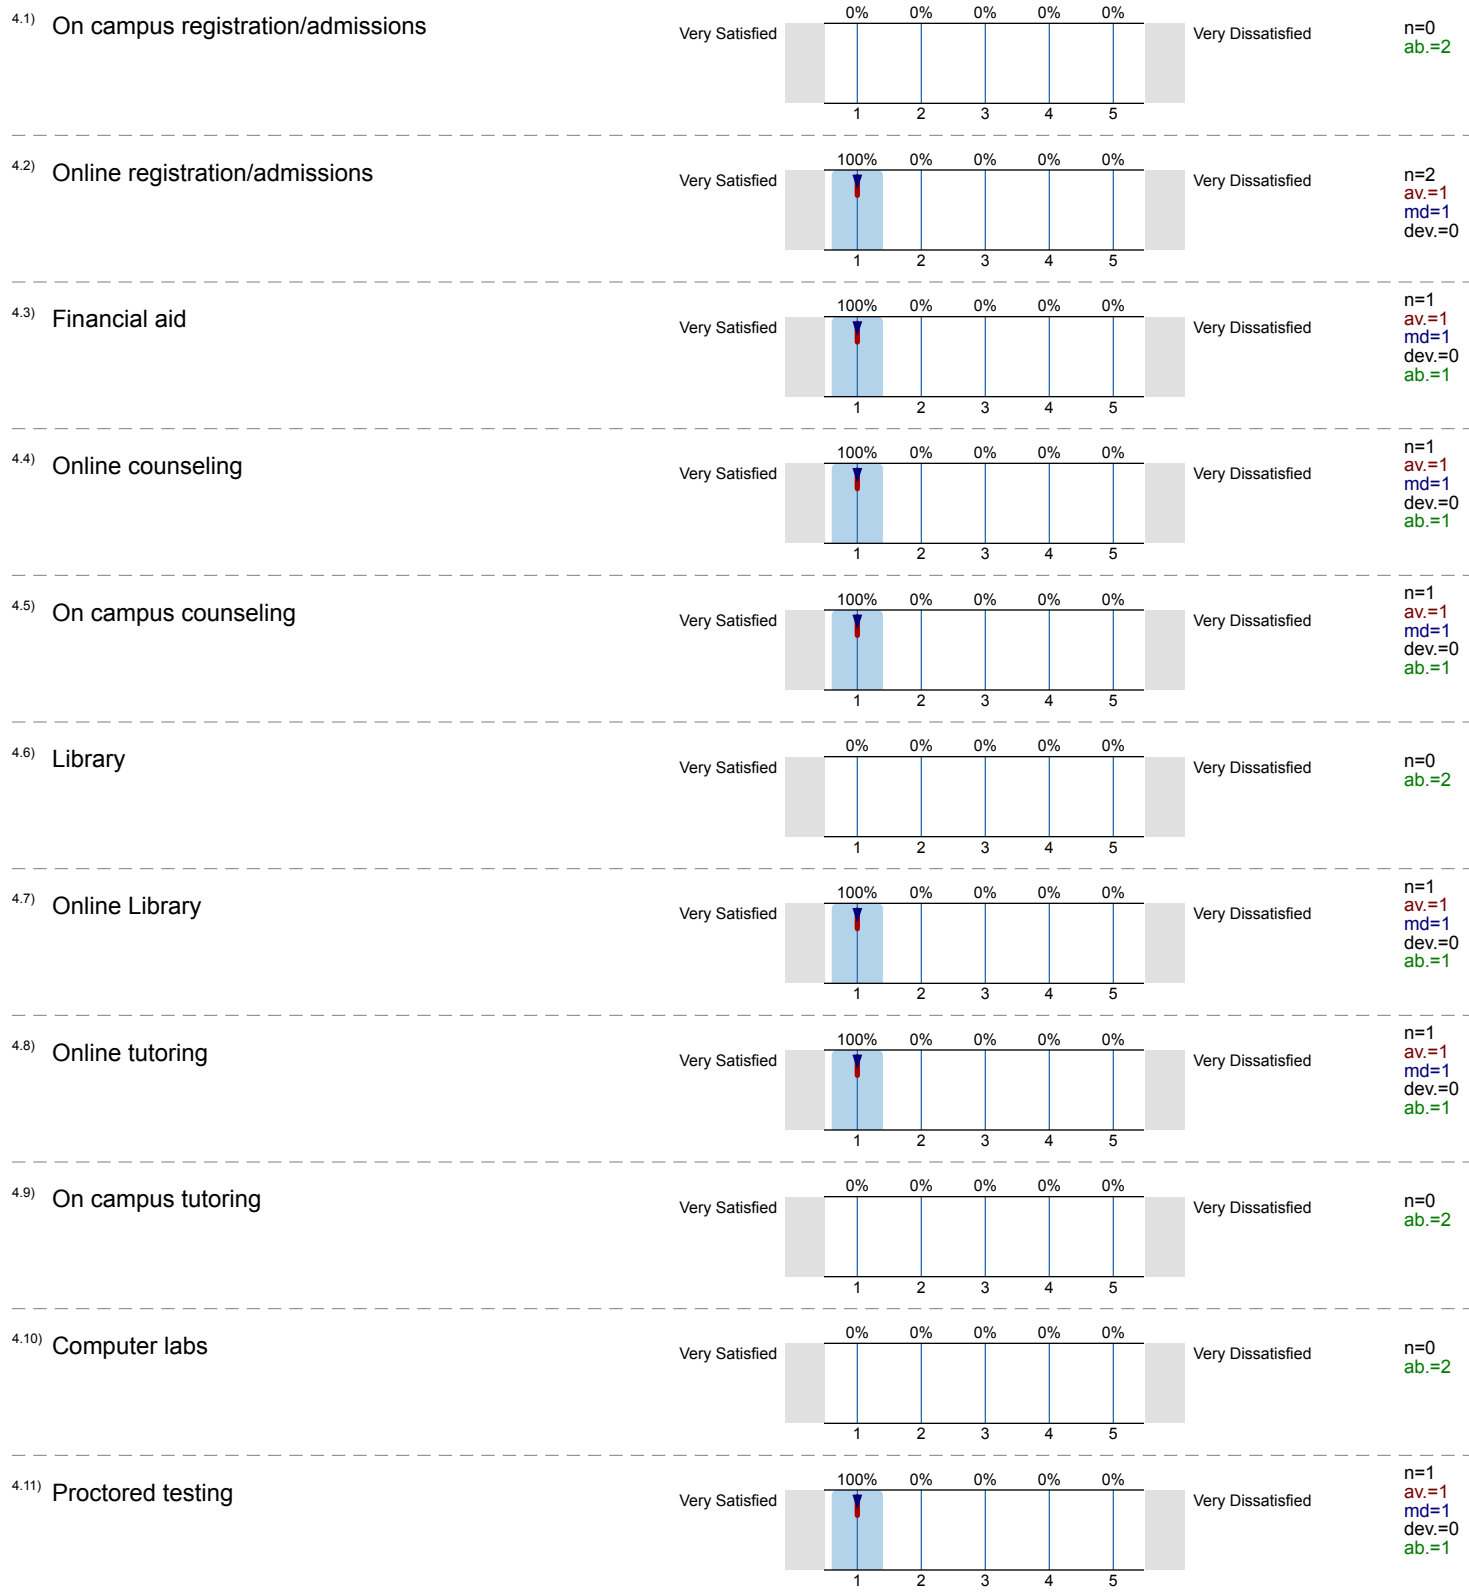 4.1) On campus registration/admissions
0% 0% 0% 0% 0%
Very Satisfied Very Dissatisfied
n=0
ab.=2
1 2 3 4 5
4.2) Online registration/admissions
100% 0% 0% 0% 0%
Very Satisfied Very Dissatisfied
n=2
av.=1
md=1
dev.=0
1 2 3 4 5
4.3) Financial aid
100% 0% 0% 0% 0%
Very Satisfied Very Dissatisfied
n=1
av.=1
md=1
dev.=0
ab.=1
1 2 3 4 5
4.4) Online counseling
100% 0% 0% 0% 0%
Very Satisfied Very Dissatisfied
n=1
av.=1
md=1
dev.=0
ab.=1
1 2 3 4 5
4.5) On campus counseling
100% 0% 0% 0% 0%
Very Satisfied Very Dissatisfied
n=1
av.=1
md=1
dev.=0
ab.=1
1 2 3 4 5
4.6) Library
0% 0% 0% 0% 0%
Very Satisfied Very Dissatisfied
n=0
ab.=2
1 2 3 4 5
4.7) Online Library
100% 0% 0% 0% 0%
Very Satisfied Very Dissatisfied
n=1
av.=1
md=1
dev.=0
ab.=1
1 2 3 4 5
4.8) Online tutoring
100% 0% 0% 0% 0%
Very Satisfied Very Dissatisfied
n=1
av.=1
md=1
dev.=0
ab.=1
1 2 3 4 5
4.9) On campus tutoring
0% 0% 0% 0% 0%
Very Satisfied Very Dissatisfied
n=0
ab.=2
1 2 3 4 5
4.10) Computer labs
0% 0% 0% 0% 0%
Very Satisfied Very Dissatisfied
n=0
ab.=2
1 2 3 4 5
4.11) Proctored testing
100% 0% 0% 0% 0%
Very Satisfied Very Dissatisfied
n=1
av.=1
md=1
dev.=0
ab.=1
1 2 3 4 5